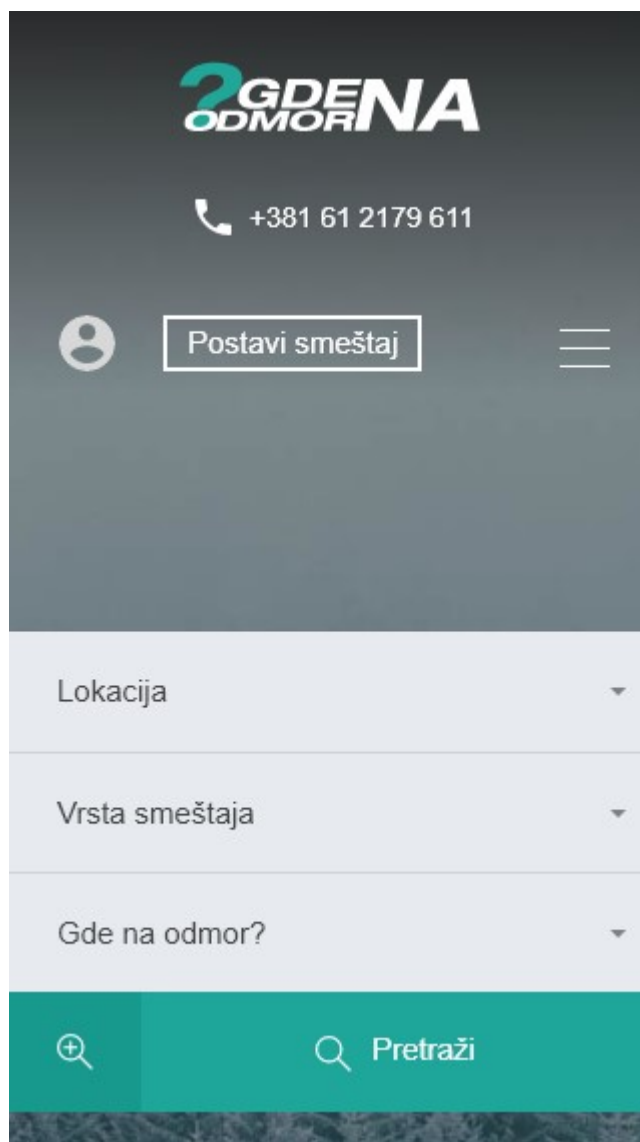 GDE NA
ODMOR
+381 61 2179 611
Postavi smeštaj
Lokacija
Vrsta smeštaja
Gde na odmor?
Pretraži